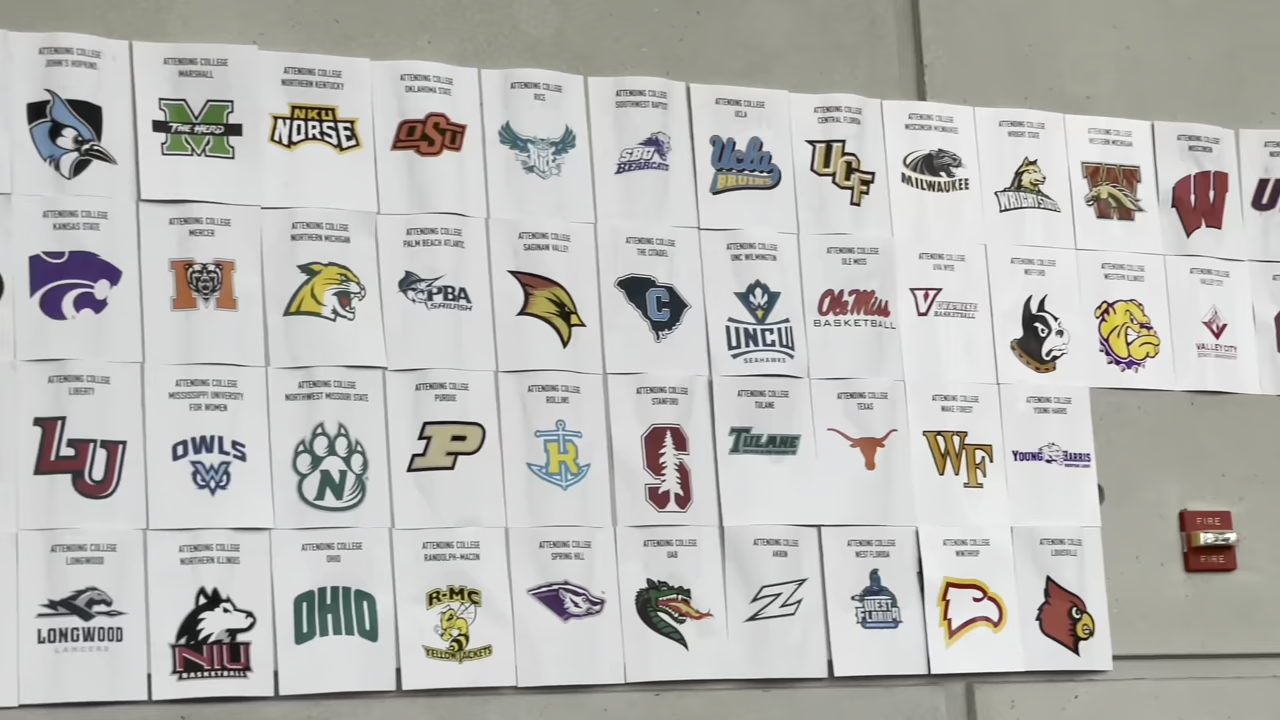 ATTENDING COLLEGE
JOHN'S HOPKINS
ATTENDING COLLEGE
MARSHALL
THE HERD
ATTENDING COLLEGE
NORTHERN KENTUCKY
NKU
NORSE
ATTENDING COLLEGE
OKLAHOMA STATE
OSU
ATTENDING COLLEGE
RICE
ATTENDING COLLEGE
SOUTHWEST BAPTIST
SBU
BEARCATS
ATTENDING COLLEGE
UCLA
Ucla
BRUINS
ATTENDING COLLEGE
CENTRAL FLORIDA
UCF
ATTENDING COLLEGE
WISCONSIN MILWAUKEE
MILWAUKEE
ATTENDING COLLEGE
WRIGHT STATE
WRIGHT STATE
ATTENDING COLLEGE
WESTERN MICHIGAN
W
ATTENDING COLLEGE
W
ATTENDING COLLEGE
KANSAS STATE
ATTENDING COLLEGE
MERCER
M
ATTENDING COLLEGE
NORTHERN MICHIGAN
ATTENDING COLLEGE
PALM BEACH ATLANTIC
PBA
SAILFISH
ATTENDING COLLEGE
SAGINAW VALLEY
ATTENDING COLLEGE
THE CITADEL
C
ATTENDING COLLEGE
UNC WILMINGTON
UNCW
SEAHAWKS
ATTENDING COLLEGE
OLE MISS
Ole Miss
BASKETBALL
ATTENDING COLLEGE
UVA WISE
V
BASKETBALL
ATTENDING COLLEGE
WOFFORD
ATTENDING COLLEGE
WESTERN ILLINOIS
ATTENDING COLLEGE
VALLEY CITY
VALLEY CITY
STATE UNIVERSITY
ATTENDING COLLEGE
LIBERTY
LU
ATTENDING COLLEGE
MISSISSIPPI UNIVERSITY
FOR WOMEN
OWLS
W
ATTENDING COLLEGE
NORTHWEST MISSOURI STATE
N
ATTENDING COLLEGE
PURDUE
P
ATTENDING COLLEGE
ROLLINS
R
ATTENDING COLLEGE
STANFORD
S
ATTENDING COLLEGE
TULANE
TULANE
ATTENDING COLLEGE
TEXAS
ATTENDING COLLEGE
WAKE FOREST
WF
ATTENDING COLLEGE
YOUNG HARRIS
YOUNG HARRIS
ATTENDING COLLEGE
LONGWOOD
LONGWOOD
LANCERS
ATTENDING COLLEGE
NORTHERN ILLINOIS
NIU
BASKETBALL
ATTENDING COLLEGE
OHIO
OHIO
ATTENDING COLLEGE
RANDOLPH-MACON
R-MC
YELLOW JACKETS
ATTENDING COLLEGE
SPRING HILL
ATTENDING COLLEGE
UAB
ATTENDING COLLEGE
AKRON
Z
ATTENDING COLLEGE
WEST FLORIDA
WEST
FLORIDA
ATTENDING COLLEGE
WINTHROP
ATTENDING COLLEGE
LOUISVILLE
FIRE
FIRE